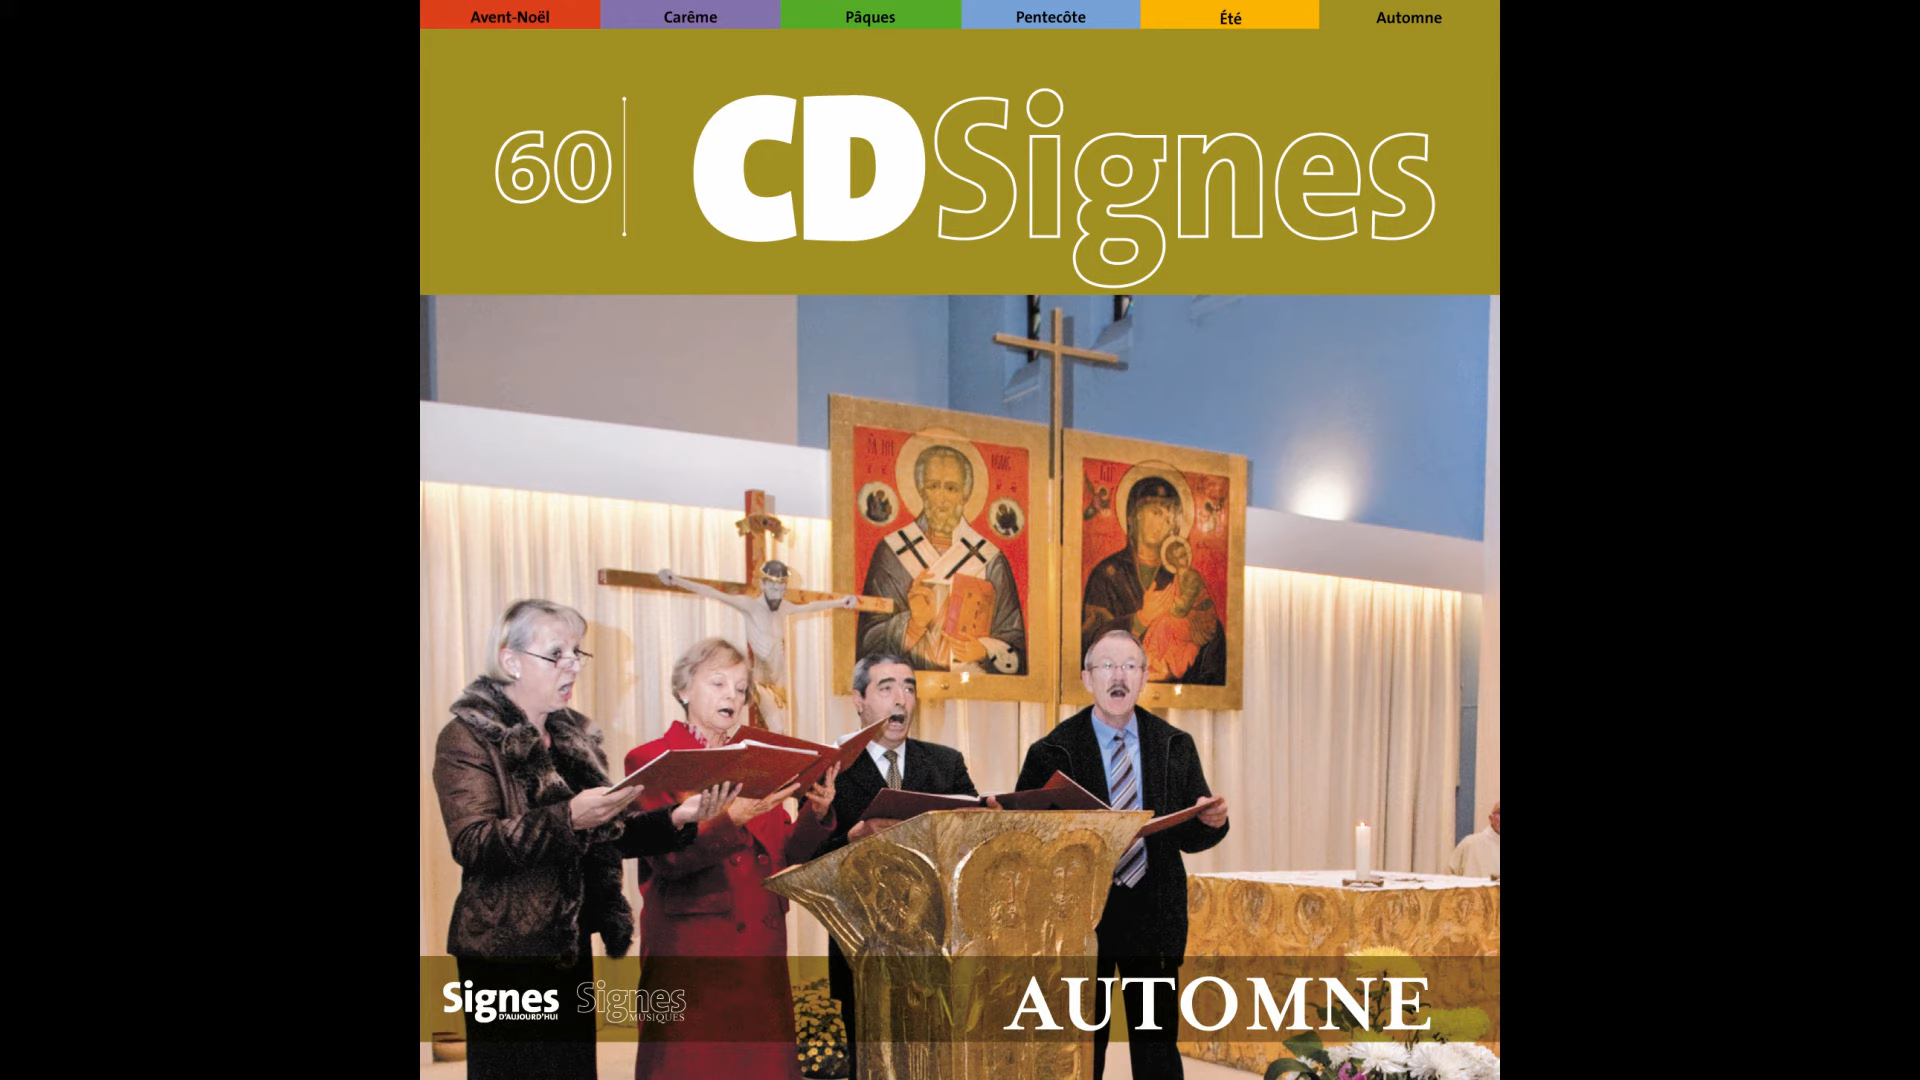 Avent-Noël
Carême
Pâques
Pentecôte
Été
Automne
60
CDSignes
Signes
D'AUJOURD'HUI
Signes
MUSIQUES
AUTOMNE